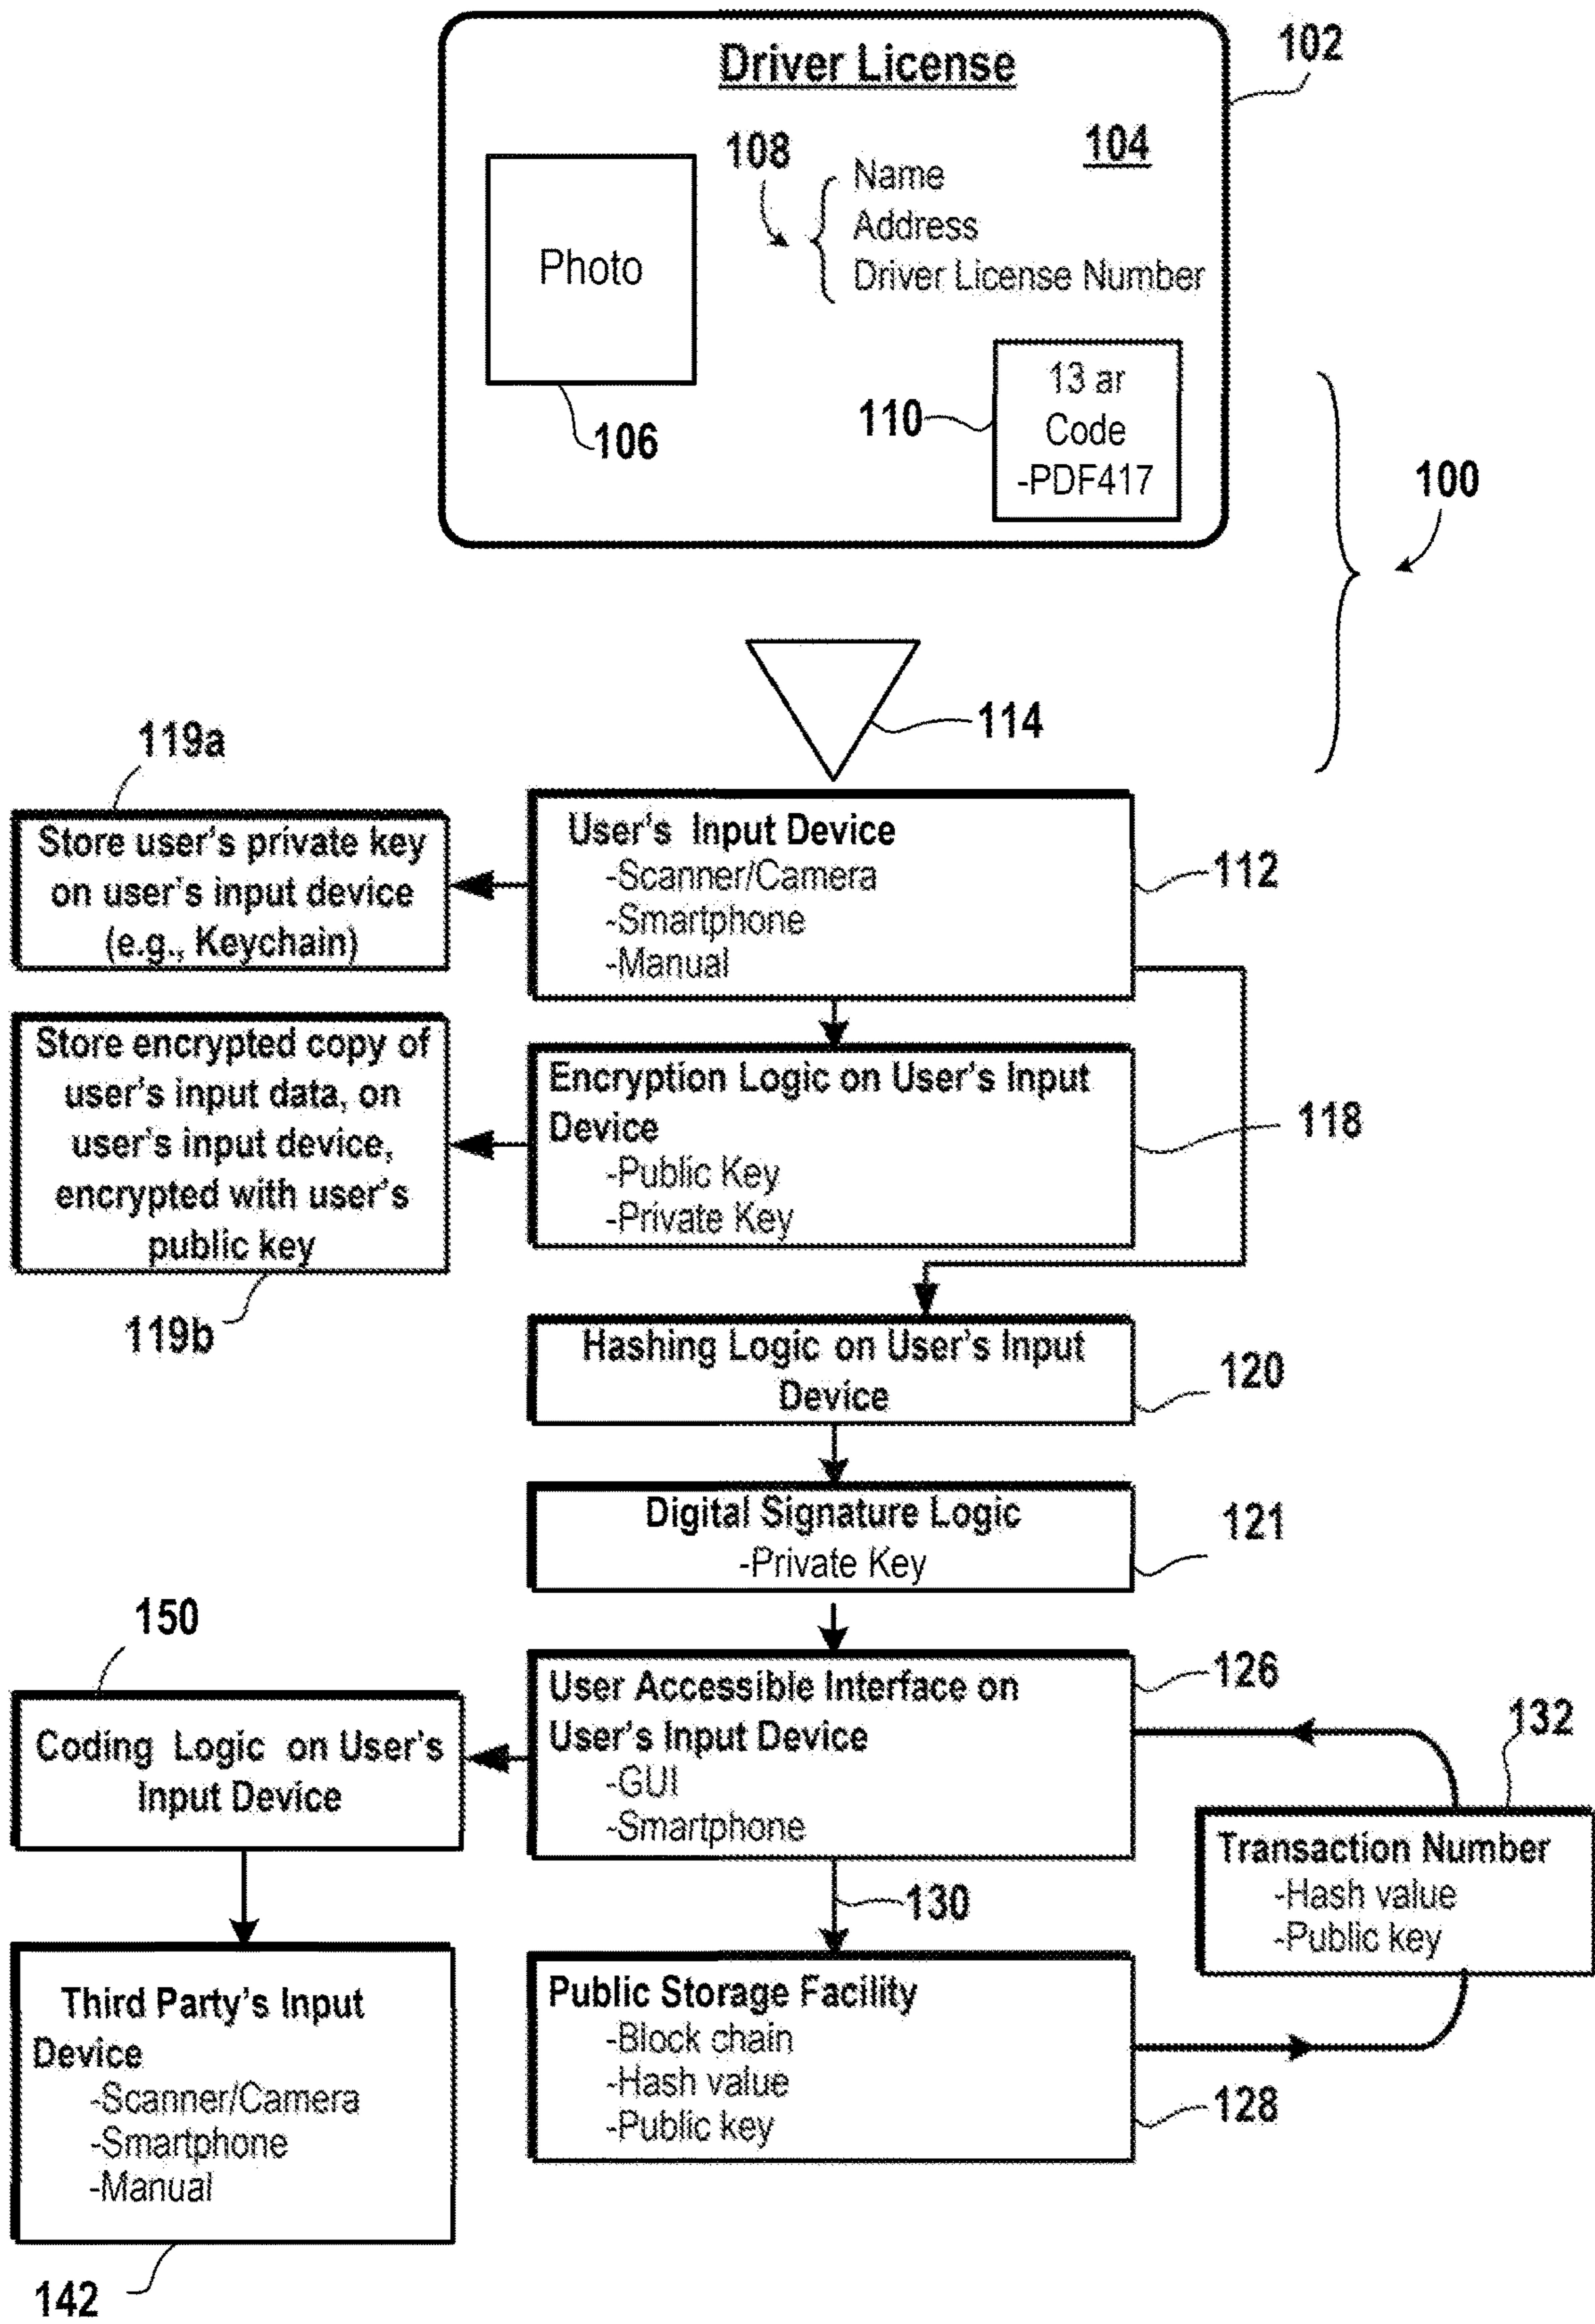 Driver License
102
104
108
Name
Address
Driver License Number
Photo
106
13 ar
Code
-PDF417
110
100
114
119a
Store user's private key
on user's input device
(e.g., Keychain)
User's Input Device
-Scanner/Camera
-Smartphone
-Manual
112
Store encrypted copy of
user's input data, on
user's input device,
encrypted with user's
public key
119b
Encryption Logic on User's Input
Device
-Public Key
-Private Key
118
Hashing Logic on User's Input
Device
120
Digital Signature Logic
-Private Key
121
150
Coding Logic on User's
Input Device
User Accessible Interface on
User's Input Device
-GUI
-Smartphone
126
132
Transaction Number
-Hash value
-Public key
130
Third Party's Input
Device
-Scanner/Camera
-Smartphone
-Manual
142
Public Storage Facility
-Block chain
-Hash value
-Public key
128